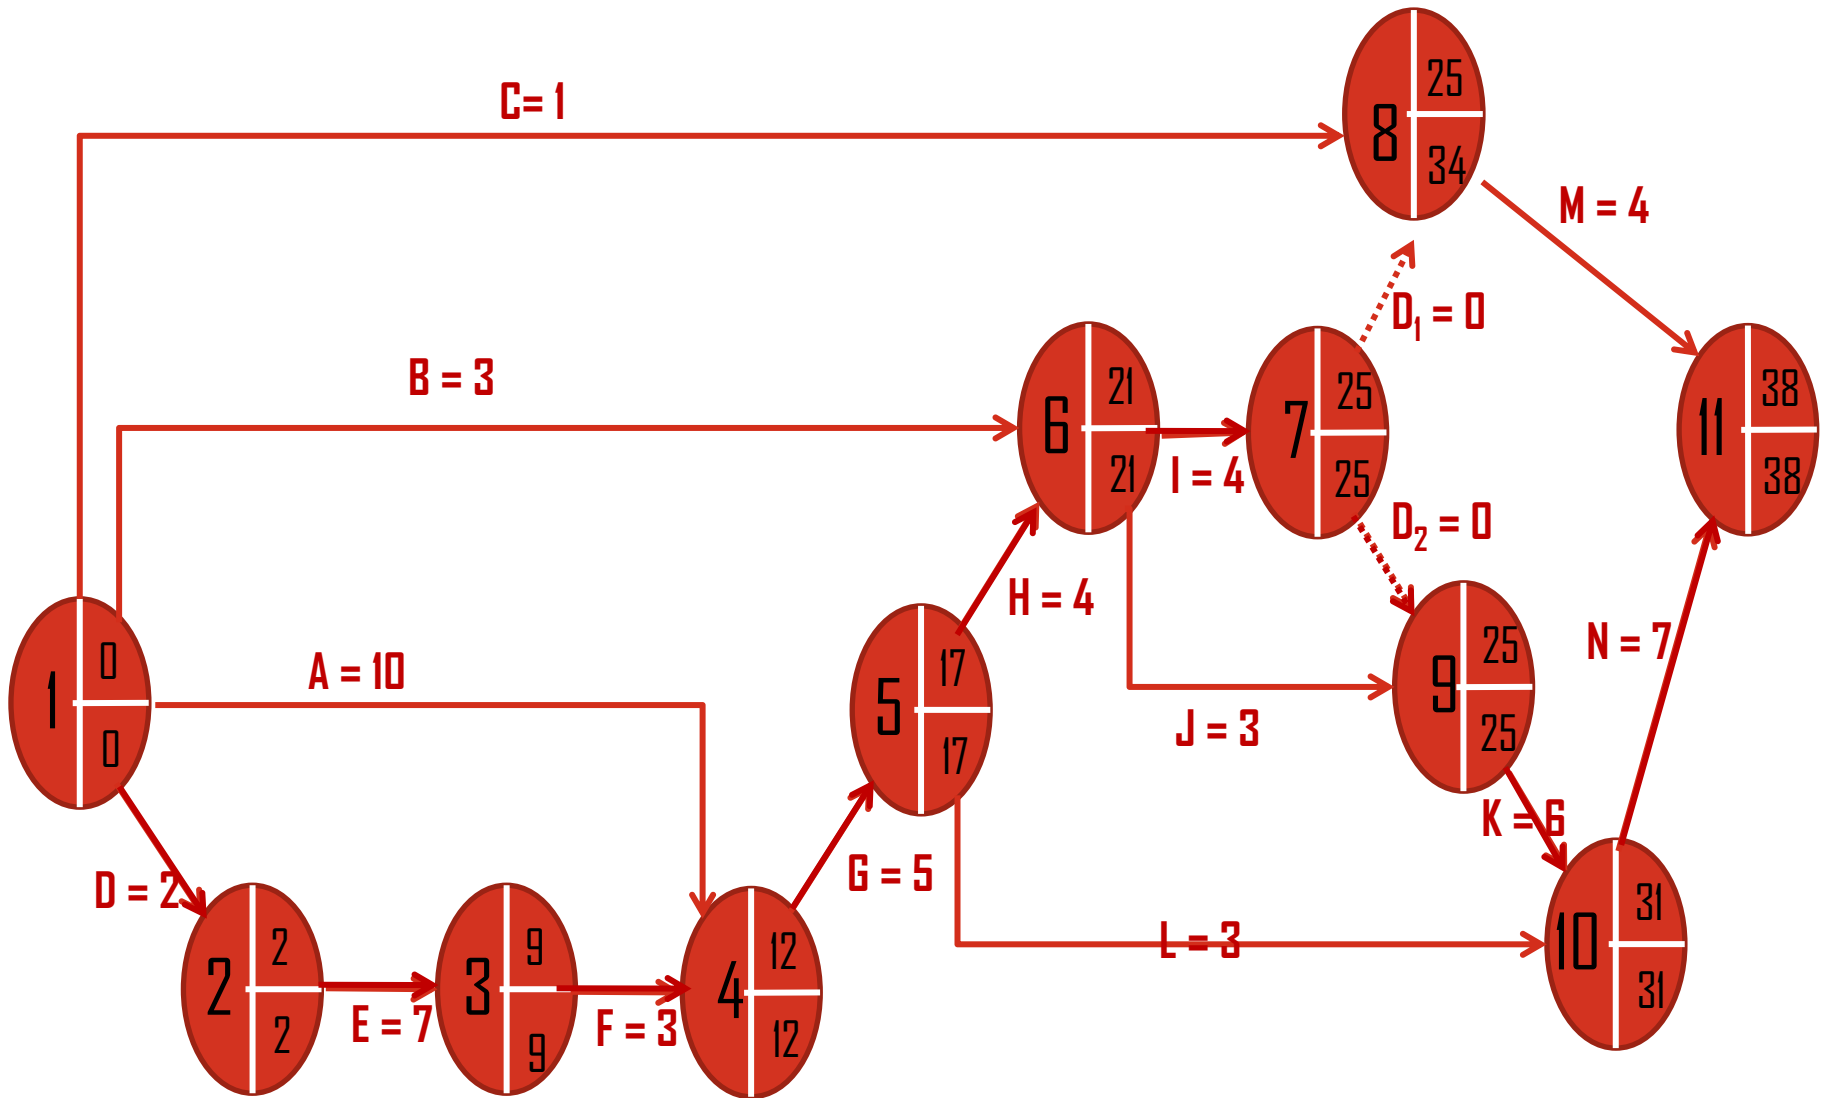 C= 1
25
8
34
M = 4
D1 = 0
B = 3
21
6
21
I = 4
25
7
25
38
11
38
D2 = 0
H = 4
A = 10
0
1
0
17
5
17
J = 3
25
9
25
N = 7
K = 6
D = 2
G = 5
L = 3
2
2
2
E = 7
9
3
9
F = 3
12
4
12
31
10
31